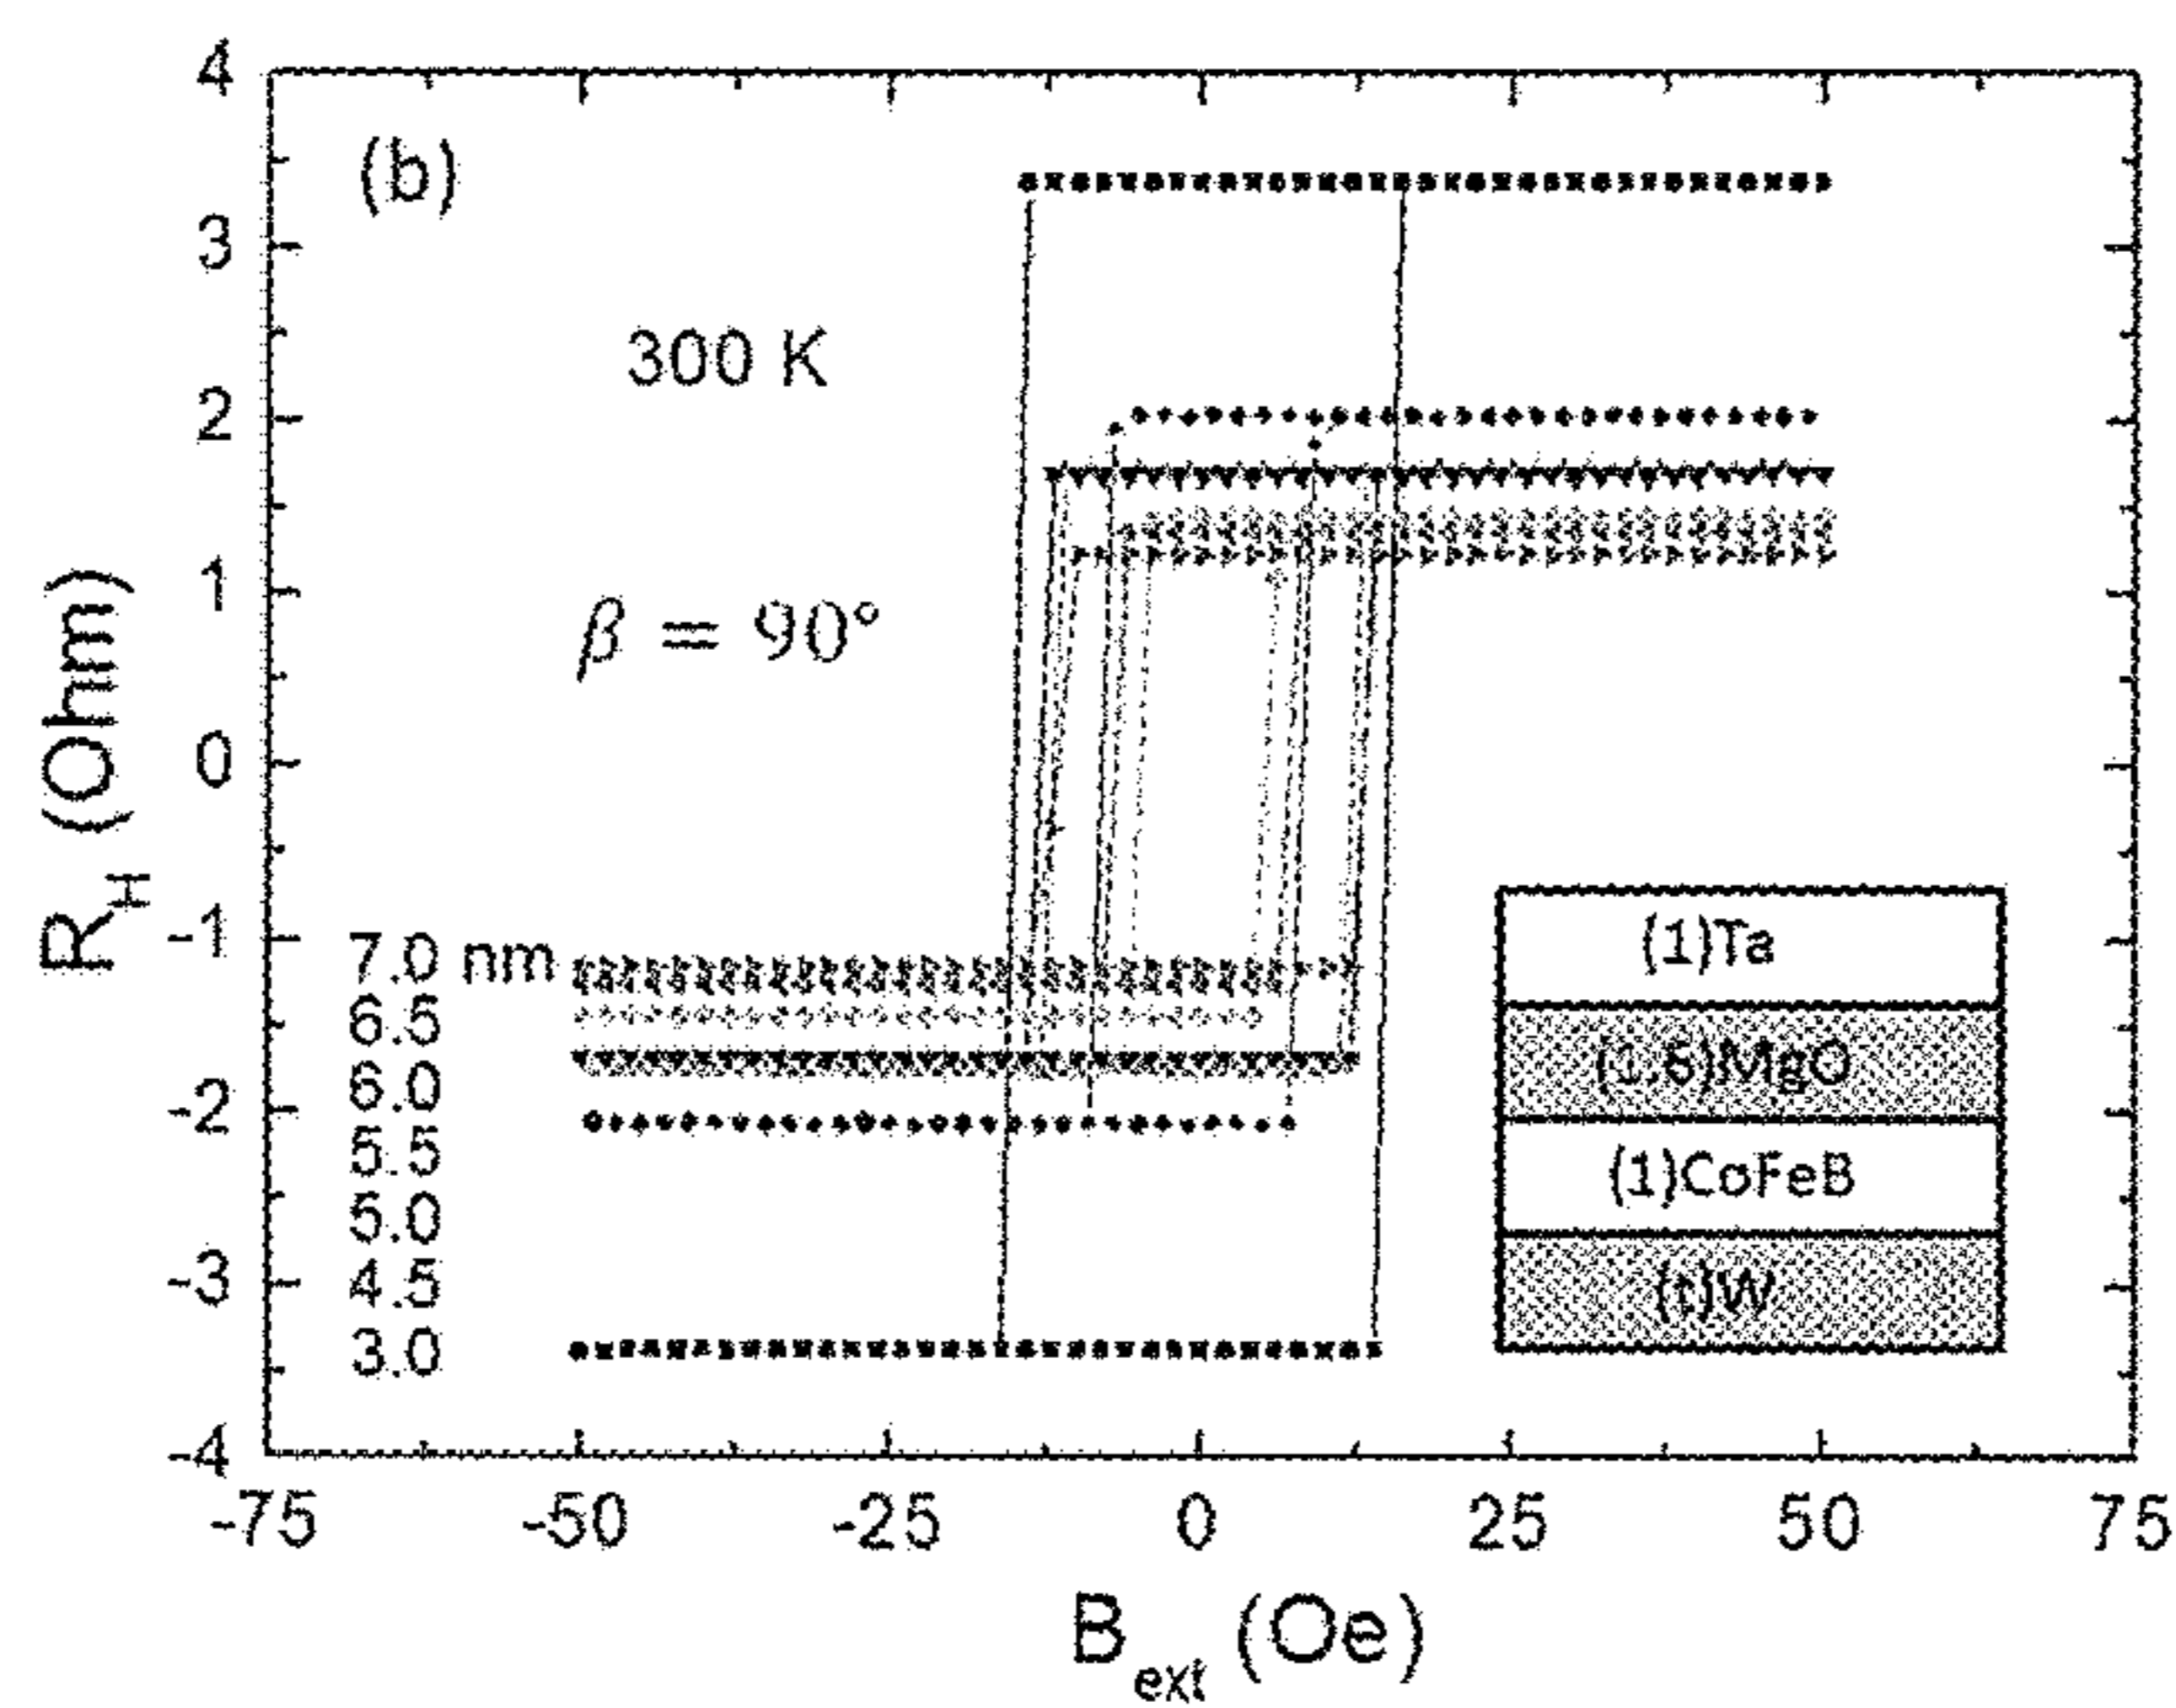 (b)
300 K
β = 90°
4
3
2
1
0
-1
-2
-3
-4
R_H (Ohm)
7.0 nm
6.5
6.0
5.5
5.0
4.5
3.0
(1)Ta
(1.6)MgO
(1)CoFeB
(t)W
-75 -50 -25 0 25 50 75
B_ext (Oe)